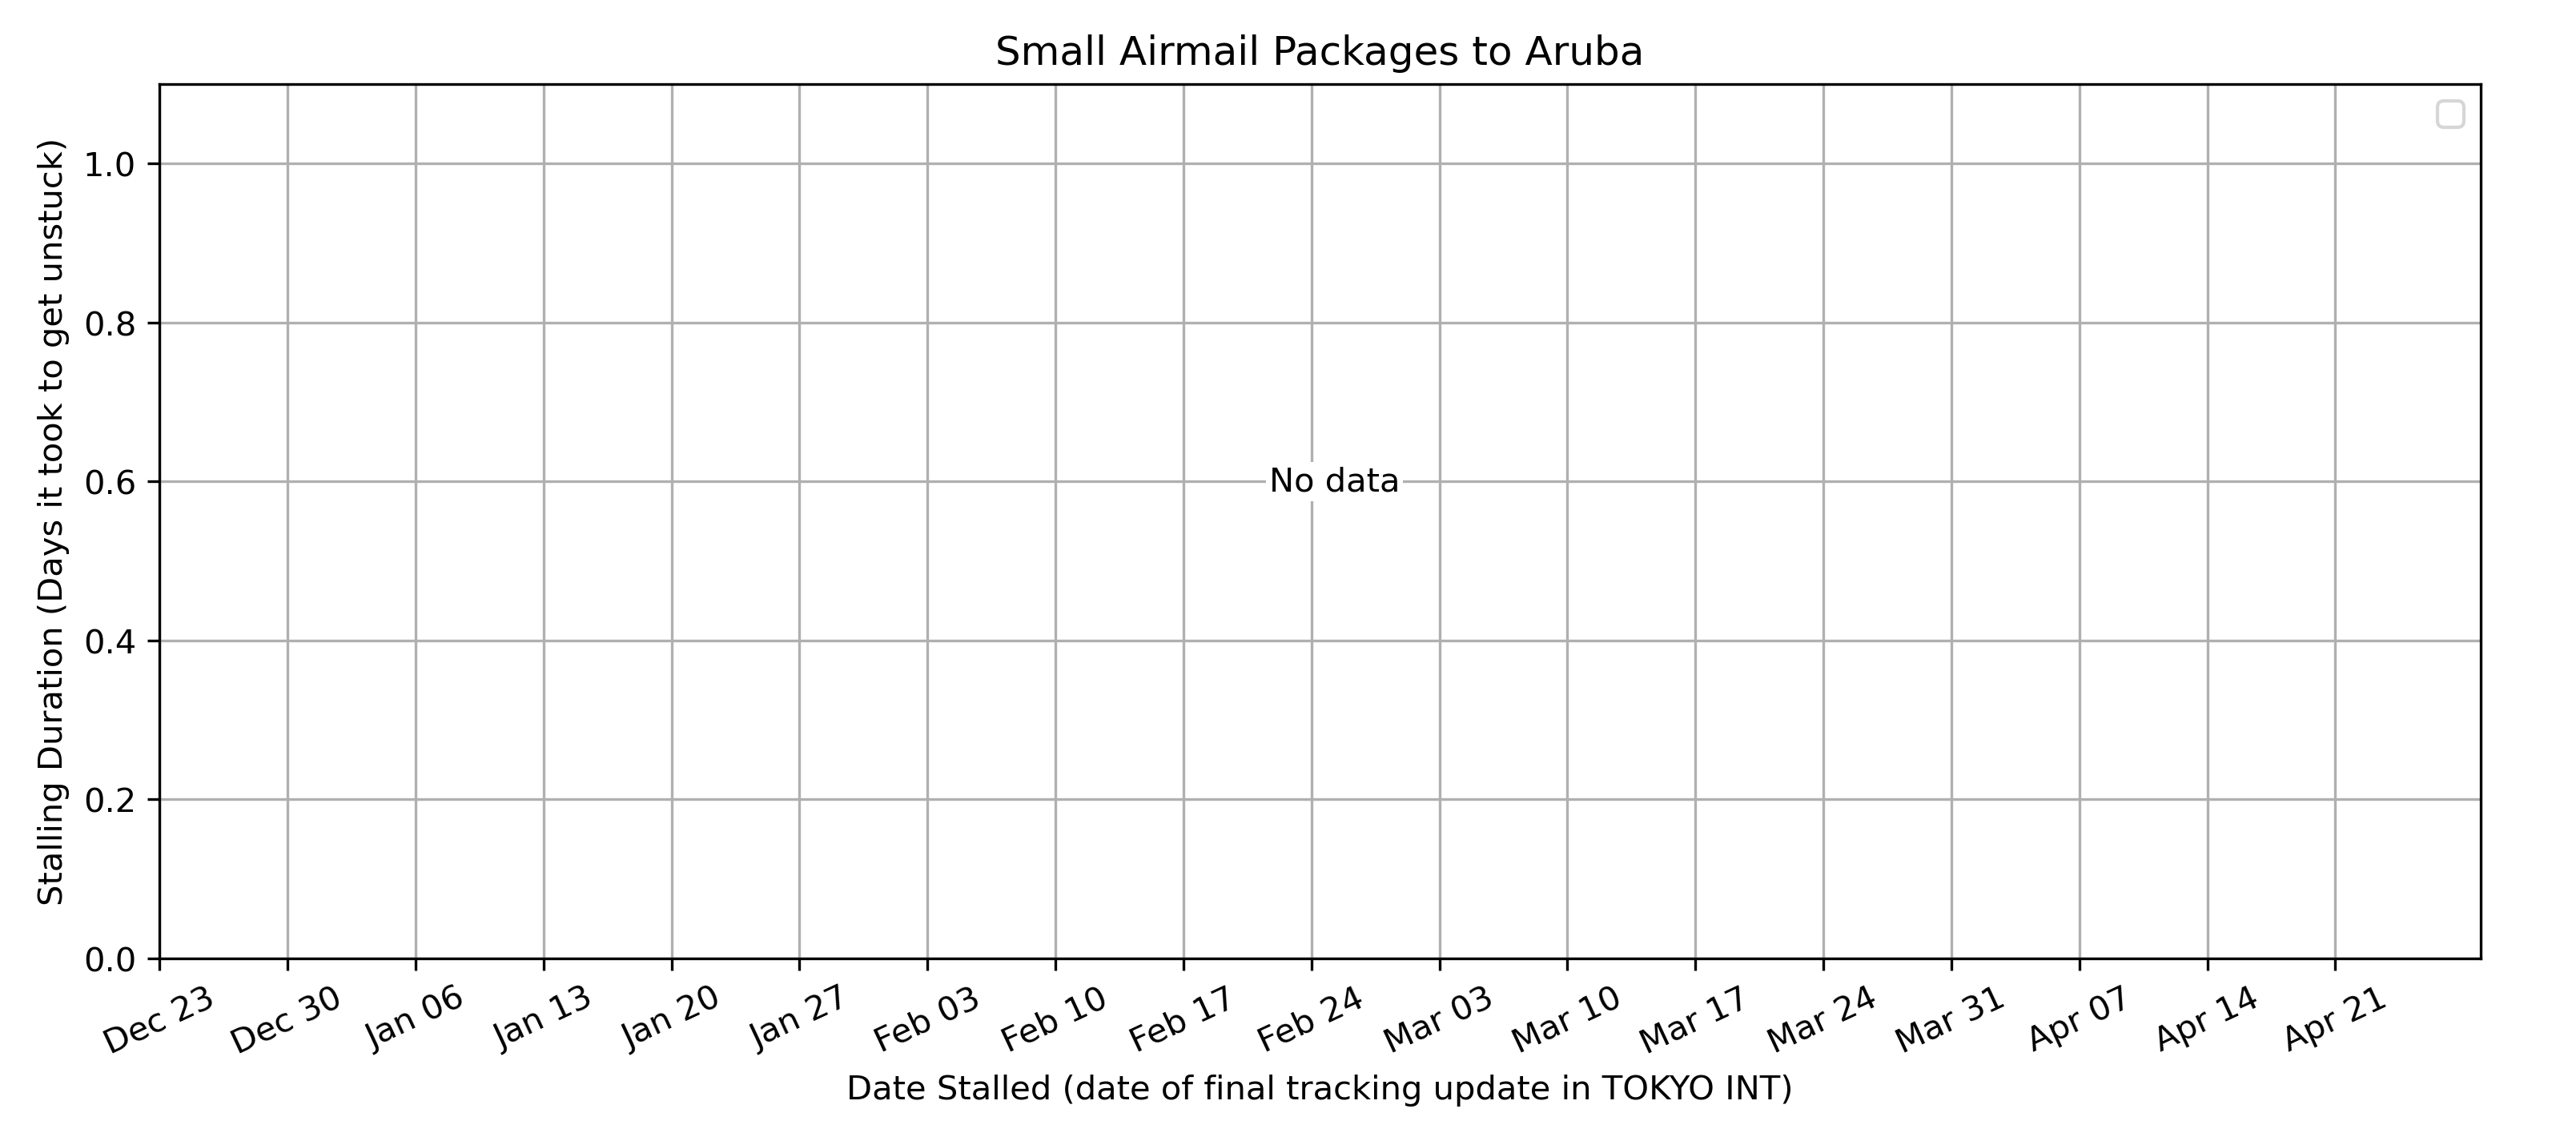 Small Airmail Packages to Aruba
Stalling Duration (Days it took to get unstuck)
1.0
0.8
0.6
0.4
0.2
0.0
No data
Dec 23
Dec 30
Jan 06
Jan 13
Jan 20
Jan 27
Feb 03
Feb 10
Feb 17
Feb 24
Mar 03
Mar 10
Mar 17
Mar 24
Mar 31
Apr 07
Apr 14
Apr 21
Date Stalled (date of final tracking update in TOKYO INT)